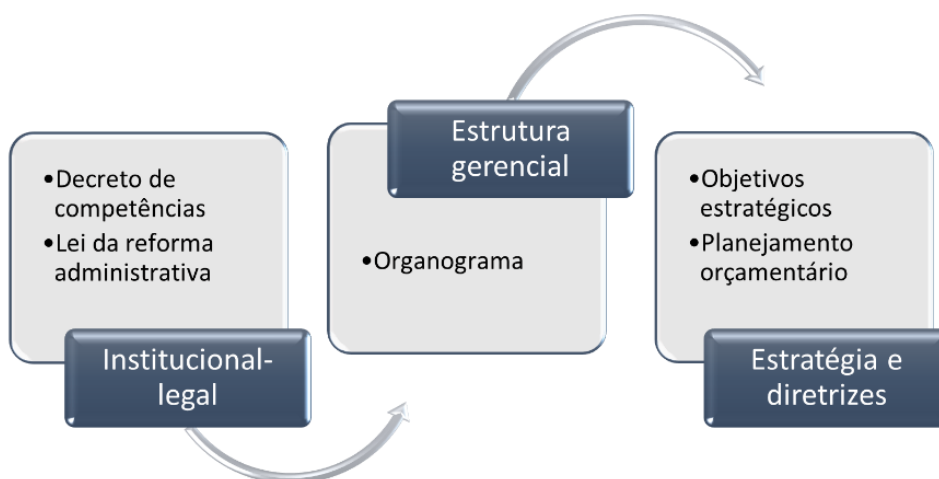 •Decreto de
competências
•Lei da reforma
administrativa
Institucional-
legal
Estrutura
gerencial
•Organograma
•Objetivos
estratégicos
•Planejamento
orçamentário
Estratégia e
diretrizes